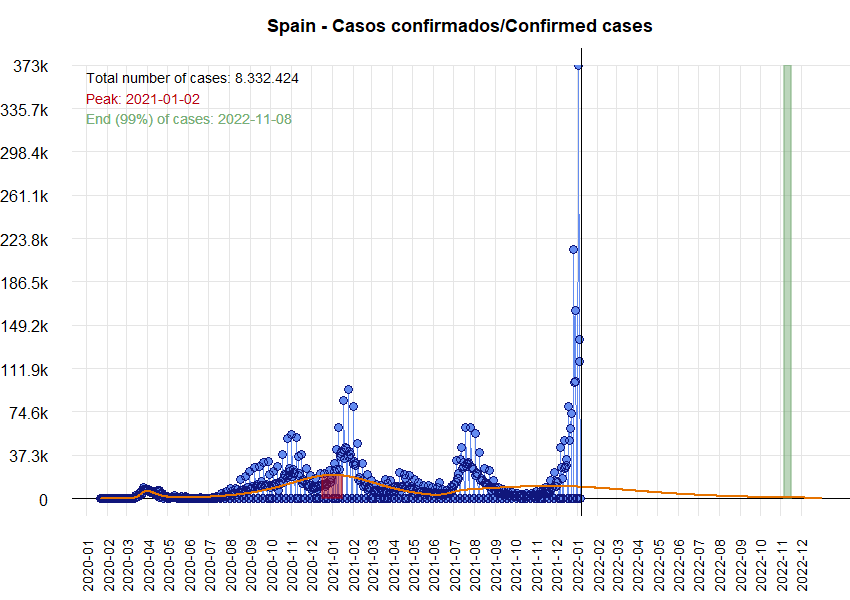 Spain - Casos confirmados/Confirmed cases
373k
Total number of cases: 8.332.424
Peak: 2021-01-02
335.7k
End (99%) of cases: 2022-11-08
298.4k
261.1k
223.8k
186.5k
149.2k
111.9k
74.6k
37.3k
0
2020-01
2020-02
2020-03
2020-04
2020-05
2020-06
2020-07
2020-08
2020-09
2020-10
2020-11
2020-12
2021-01
2021-02
2021-03
2021-04
2021-05
2021-06
2021-07
2021-08
2021-09
2021-10
2021-11
2021-12
2022-01
2022-02
2022-03
2022-04
2022-05
2022-06
2022-07
2022-08
2022-09
2022-10
2022-11
2022-12